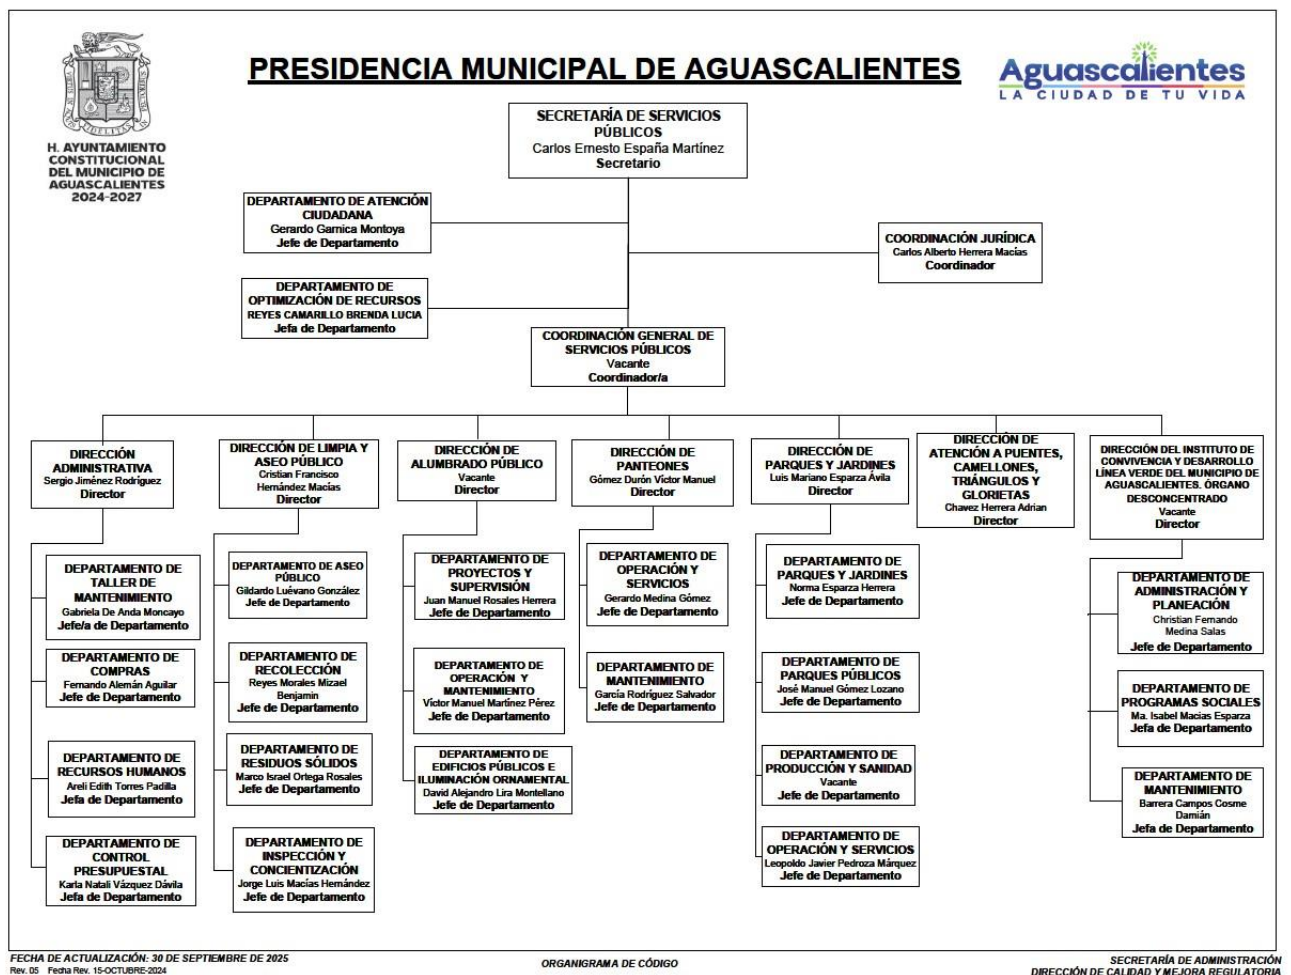 PRESIDENCIA MUNICIPAL DE AGUASCALIENTES
Aguascalientes
LA CIUDAD DE TU VIDA
H. AYUNTAMIENTO
CONSTITUCIONAL
DEL MUNICIPIO DE
AGUASCALIENTES
2024-2027
SECRETARÍA DE SERVICIOS
PÚBLICOS
Carlos Ernesto España Martínez
Secretario
DEPARTAMENTO DE ATENCIÓN
CIUDADANA
Gerardo Garnica Montoya
Jefe de Departamento
COORDINACIÓN JURÍDICA
Carlos Alberto Herrera Macías
Coordinador
DEPARTAMENTO DE
OPTIMIZACIÓN DE RECURSOS
REYES CAMARILLO BRENDA LUCIA
Jefa de Departamento
COORDINACIÓN GENERAL DE
SERVICIOS PÚBLICOS
Vacante
Coordinador/a
DIRECCIÓN
ADMINISTRATIVA
Sergio Jiménez Rodríguez
Director
DIRECCIÓN DE LIMPIA Y
ASEO PÚBLICO
Cristian Francisco
Hernández Macías
Director
DIRECCIÓN DE
ALUMBRADO PÚBLICO
Vacante
Director
DIRECCIÓN DE
PANTEONES
Gómez Durón Víctor Manuel
Director
DIRECCIÓN DE
PARQUES Y JARDINES
Luis Mariano Esparza Ávila
Director
DIRECCIÓN DE
ATENCIÓN A PUENTES,
CAMELLONES,
TRIÁNGULOS Y
GLORIETAS
Chavez Herrera Adrian
Director
DIRECCIÓN DEL INSTITUTO DE
CONVIVENCIA Y DESARROLLO
LÍNEA VERDE DEL MUNICIPIO DE
AGUASCALIENTES. ÓRGANO
DESCONCENTRADO
Vacante
Director
DEPARTAMENTO DE
TALLER DE
MANTENIMIENTO
Gabriela De Anda Moncayo
Jefe/a de Departamento
DEPARTAMENTO DE
COMPRAS
Fernando Alemán Aguilar
Jefe de Departamento
DEPARTAMENTO DE
RECURSOS HUMANOS
Areli Edith Torres Padilla
Jefa de Departamento
DEPARTAMENTO DE
CONTROL
PRESUPUESTAL
Karla Natali Vázquez Dávila
Jefa de Departamento
DEPARTAMENTO DE ASEO
PÚBLICO
Gildardo Luévano González
Jefe de Departamento
DEPARTAMENTO DE
RECOLECCIÓN
Reyes Morales Mizael
Benjamin
Jefe de Departamento
DEPARTAMENTO DE
RESIDUOS SÓLIDOS
Marco Israel Ortega Rosales
Jefe de Departamento
DEPARTAMENTO DE
INSPECCIÓN Y
CONCIENTIZACIÓN
Jorge Luis Macías Hernández
Jefe de Departamento
DEPARTAMENTO DE
PROYECTOS Y
SUPERVISIÓN
Juan Manuel Rosales Herrera
Jefe de Departamento
DEPARTAMENTO DE
OPERACIÓN Y
MANTENIMIENTO
Víctor Manuel Martínez Pérez
Jefe de Departamento
DEPARTAMENTO DE
EDIFICIOS PÚBLICOS E
ILUMINACIÓN ORNAMENTAL
David Alejandro Lira Montellano
Jefe de Departamento
DEPARTAMENTO DE
OPERACIÓN Y
SERVICIOS
Gerardo Medina Gómez
Jefe de Departamento
DEPARTAMENTO DE
MANTENIMIENTO
García Rodríguez Salvador
Jefe de Departamento
DEPARTAMENTO DE
PARQUES Y JARDINES
Norma Esparza Herrera
Jefa de Departamento
DEPARTAMENTO DE
PARQUES PÚBLICOS
José Manuel Gómez Lozano
Jefe de Departamento
DEPARTAMENTO DE
PRODUCCIÓN Y SANIDAD
Vacante
Jefe de Departamento
DEPARTAMENTO DE
OPERACIÓN Y SERVICIOS
Leopoldo Javier Pedroza Márquez
Jefe de Departamento
DEPARTAMENTO DE
ADMINISTRACIÓN Y
PLANEACIÓN
Christian Fernando
Medina Salas
Jefe de Departamento
DEPARTAMENTO DE
PROGRAMAS SOCIALES
Ma. Isabel Macias Esparza
Jefa de Departamento
DEPARTAMENTO DE
MANTENIMIENTO
Barrera Campos Cosme
Damián
Jefa de Departamento
FECHA DE ACTUALIZACIÓN: 30 DE SEPTIEMBRE DE 2025
Rev. 05 Fecha Rev. 15-OCTUBRE-2024
ORGANIGRAMA DE CÓDIGO
SECRETARÍA DE ADMINISTRACIÓN
DIRECCIÓN DE CALIDAD Y MEJORA REGULATORIA